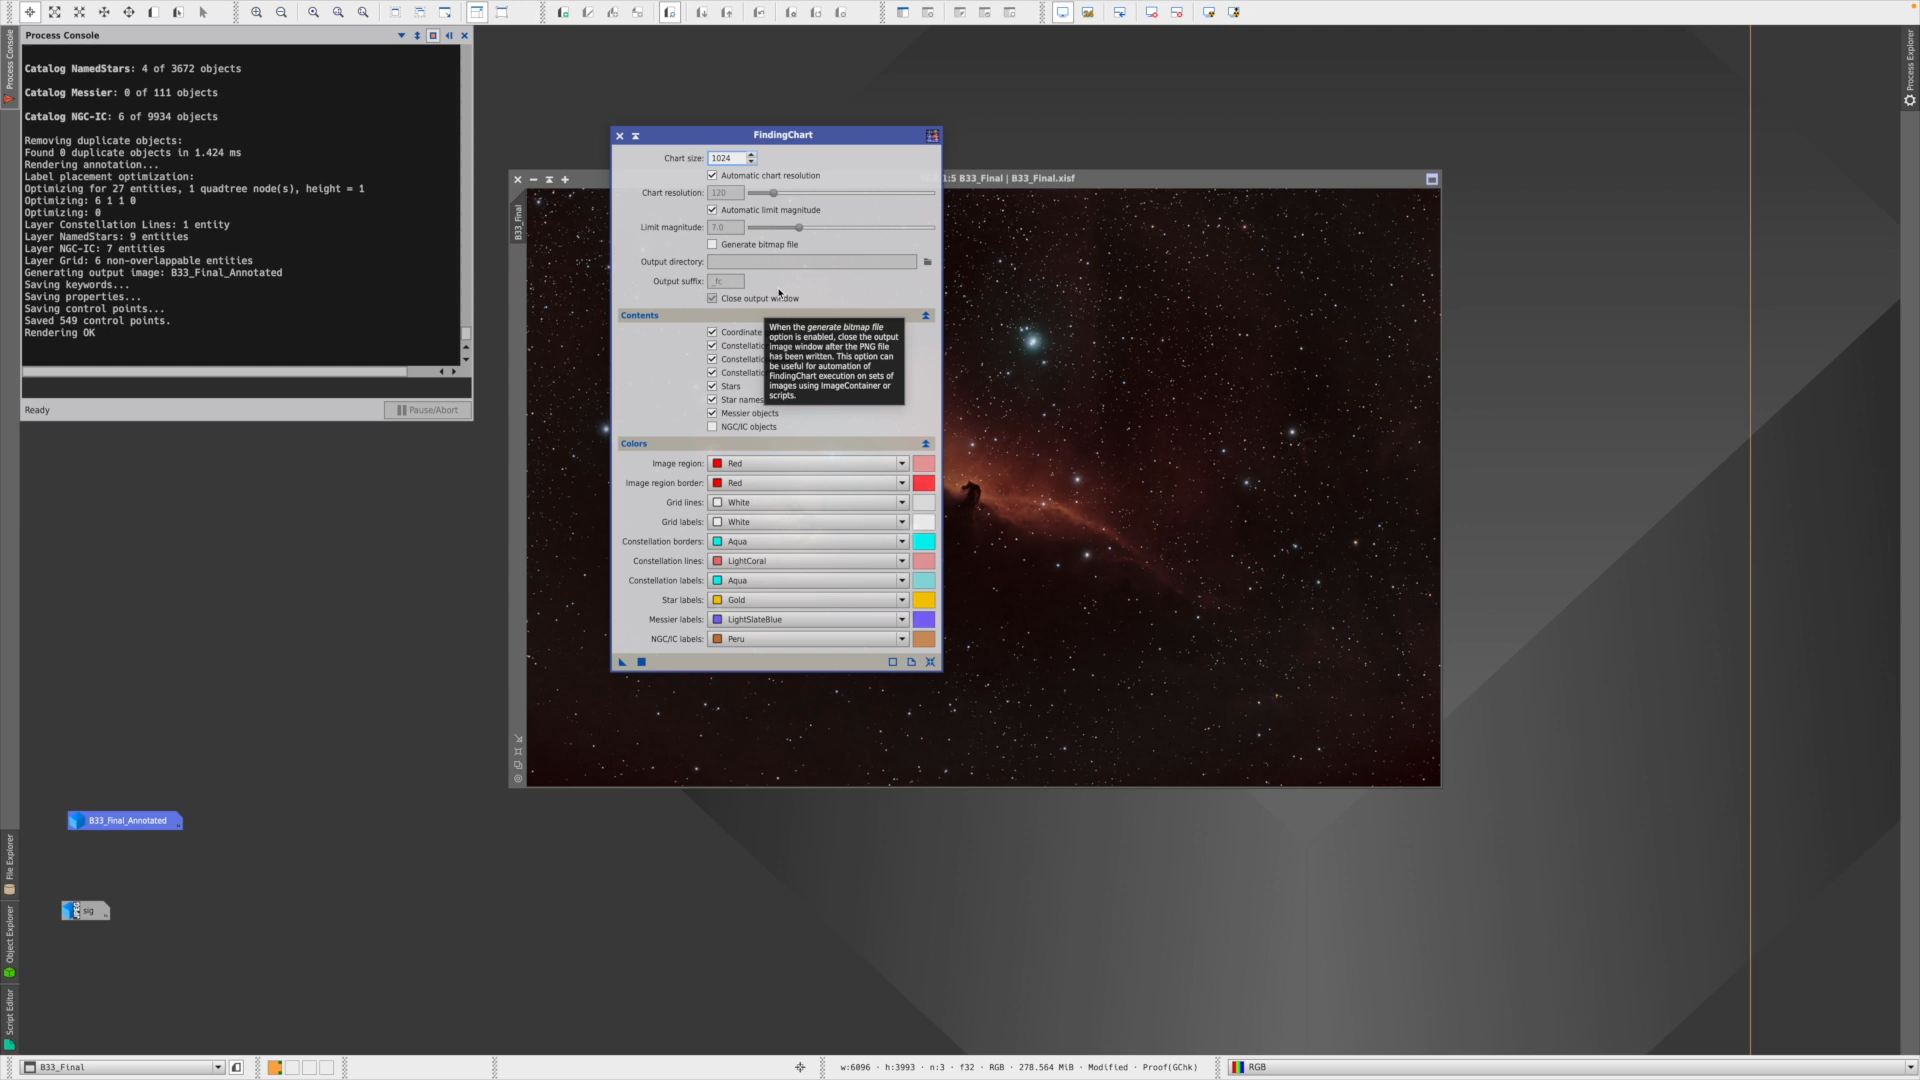 Process Console
Catalog NamedStars: 4 of 3672 objects
Catalog Messier: 0 of 111 objects
Catalog NGC-IC: 6 of 9934 objects
Removing duplicate objects:
Found 0 duplicate objects in 1.424 ms
Rendering annotation...
Label placement optimization:
Optimizing for 27 entities, 1 quadtree node(s), height = 1
Optimizing: 6 1 1 0
Optimizing: 0
Layer Constellation Lines: 1 entity
Layer NamedStars: 9 entities
Layer NGC-IC: 7 entities
Layer Grid: 6 non-overlappable entities
Generating output image: B33_Final_Annotated
Saving keywords...
Saving properties...
Saving control points...
Saved 549 control points.
Rendering OK
Ready
Pause/Abort
Process Console
File Explorer
Object Explorer
Script Editor
Process Explorer
FindingChart
Chart size: 1024
Automatic chart resolution
Chart resolution: 120
Automatic limit magnitude
Limit magnitude: 7.0
Generate bitmap file
Output directory:
Output suffix: _fc
Close output window
Contents
Coordinate
Stars
Star names
Messier objects
NGC/IC objects
When the generate bitmap file
option is enabled, close the output
image window after the PNG file
has been written. This option can
be useful for automation of
FindingChart execution on sets of
images using ImageContainer or
scripts.
Colors
Image region: Red
Image region border: Red
Grid lines: White
Grid labels: White
Constellation borders: Aqua
Constellation lines: LightCoral
Constellation labels: Aqua
Star labels: Gold
Messier labels: LightSlateBlue
NGC/IC labels: Peru
1:5 B33_Final | B33_Final.xisf
B33_Final
B33_Final_Annotated
sig
B33_Final
w:6096 · h:3993 · n:3 · f32 · RGB · 278.564 MiB · Modified · Proof(GChk)
RGB